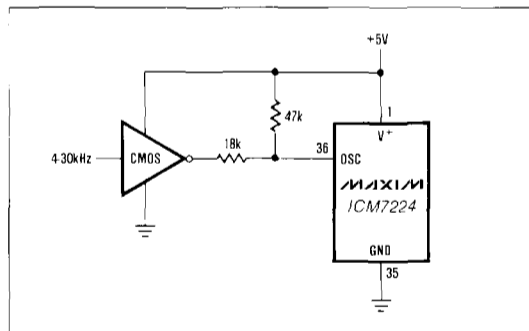 +5V
47k
1
V+
4-30kHz
CMOS
18k
36
OSC
MAXIM
ICM7224
GND
35